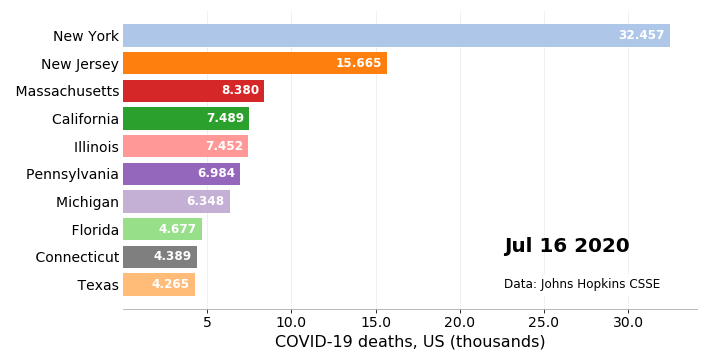 New York 32.457
New Jersey 15.665
Massachusetts 8.380
California 7.489
Illinois 7.452
Pennsylvania 6.984
Michigan 6.348
Florida 4.677
Jul 16 2020
Connecticut 4.389
Texas 4.265
Data: Johns Hopkins CSSE
5 10.0 15.0 20.0 25.0 30.0
COVID-19 deaths, US (thousands)